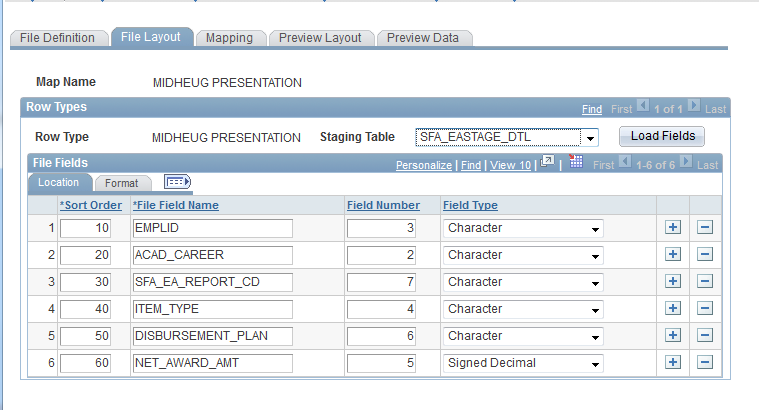 File Definition File Layout Mapping Preview Layout Preview Data
Map Name MIDHEUG PRESENTATION
Row Types Find First 1 of 1 Last
Row Type MIDHEUG PRESENTATION Staging Table SFA_EASTAGE_DTL Load Fields
File Fields Personalize | Find | View 10 | | First 1-6 of 6 Last
Location Format
*Sort Order *File Field Name Field Number Field Type
1 10 EMPLID 3 Character + -
2 20 ACAD_CAREER 2 Character + -
3 30 SFA_EA_REPORT_CD 7 Character + -
4 40 ITEM_TYPE 4 Character + -
5 50 DISBURSEMENT_PLAN 6 Character + -
6 60 NET_AWARD_AMT 5 Signed Decimal + -